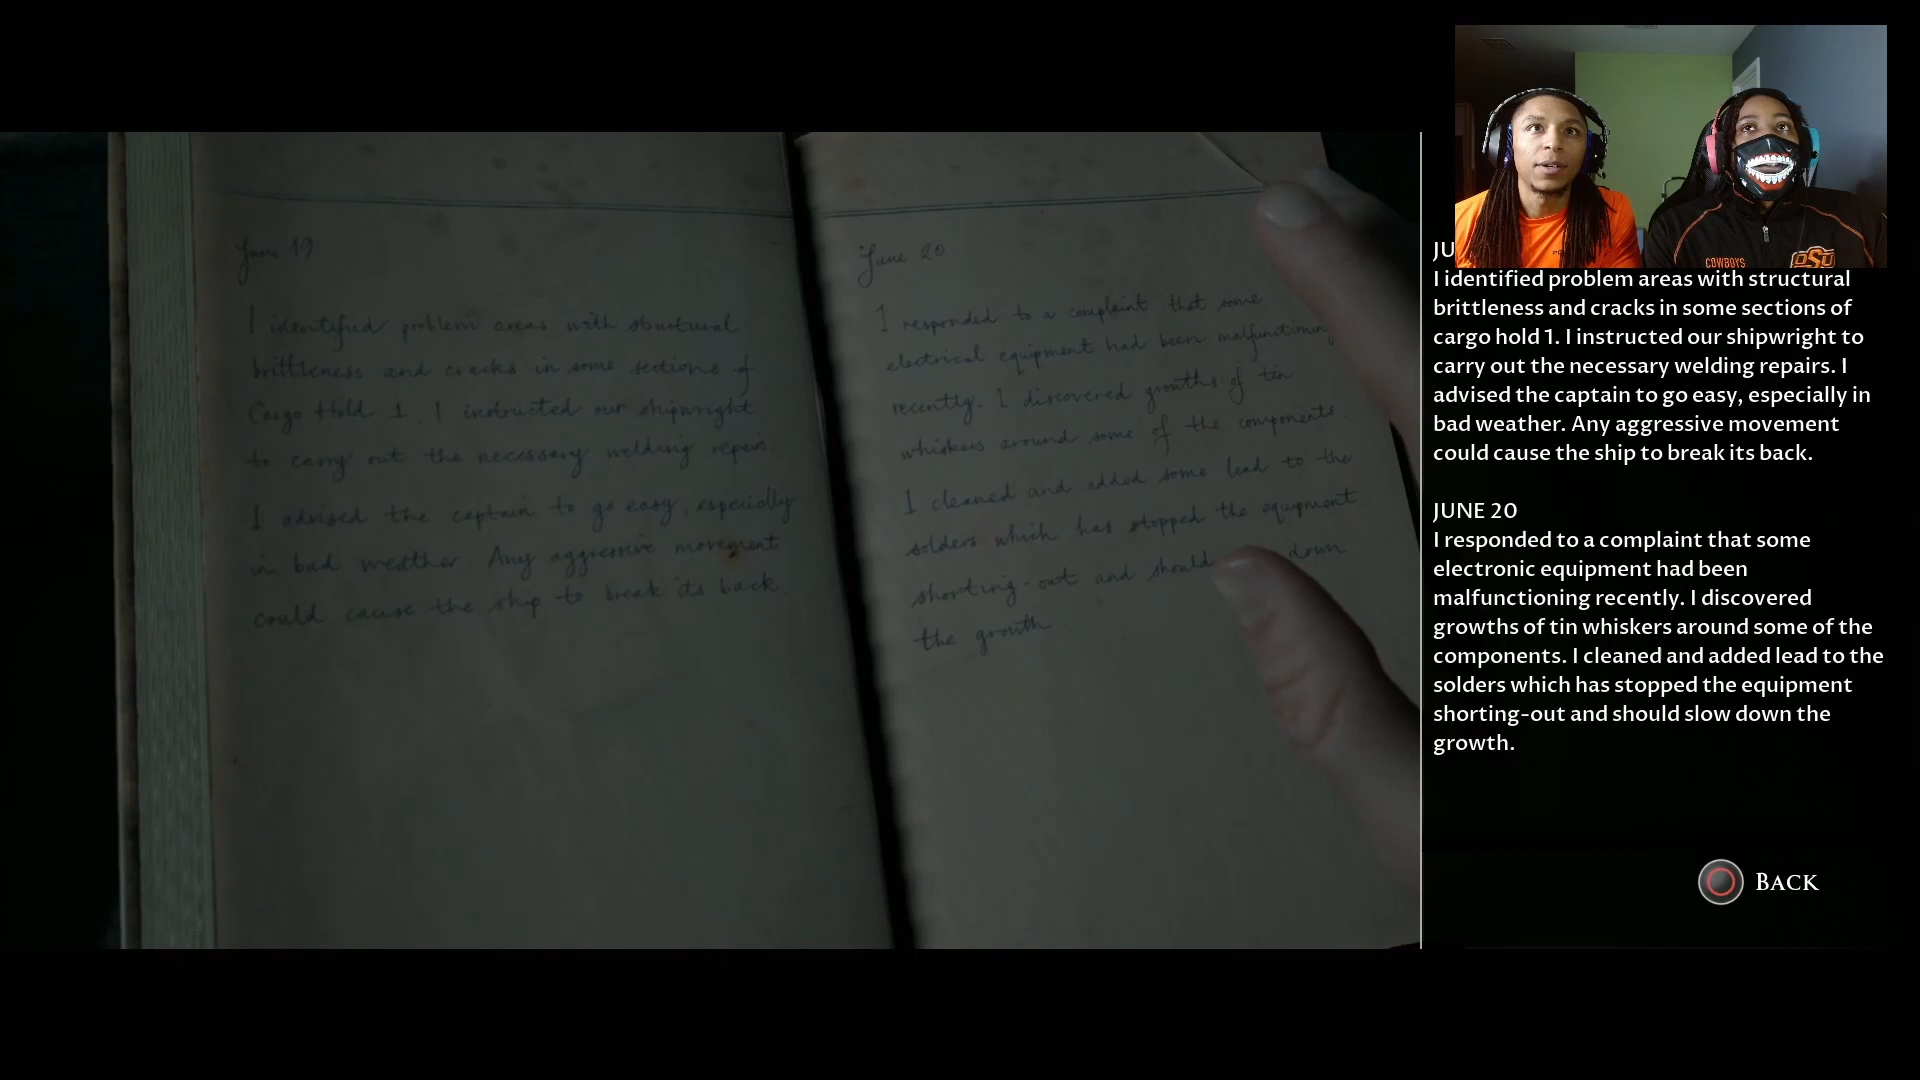 June 19
I identified problem areas with structural
brittleness and cracks in some sections of
Cargo Hold 1. I instructed our shipwright
to carry out the necessary welding repairs.
I advised the captain to go easy, especially
in bad weather. Any aggressive movement
could cause the ship to break its back.
June 20
I responded to a complaint that some
electrical equipment had been malfunctioning
recently. I discovered growths of tin
whiskers around some of the components.
I cleaned and added some lead to the
solders which has stopped the equipment
shorting-out and should down
the growth
COWBOYS
OSU
JU
I identified problem areas with structural
brittleness and cracks in some sections of
cargo hold 1. I instructed our shipwright to
carry out the necessary welding repairs. I
advised the captain to go easy, especially in
bad weather. Any aggressive movement
could cause the ship to break its back.
JUNE 20
I responded to a complaint that some
electronic equipment had been
malfunctioning recently. I discovered
growths of tin whiskers around some of the
components. I cleaned and added lead to the
solders which has stopped the equipment
shorting-out and should slow down the
growth.
BACK